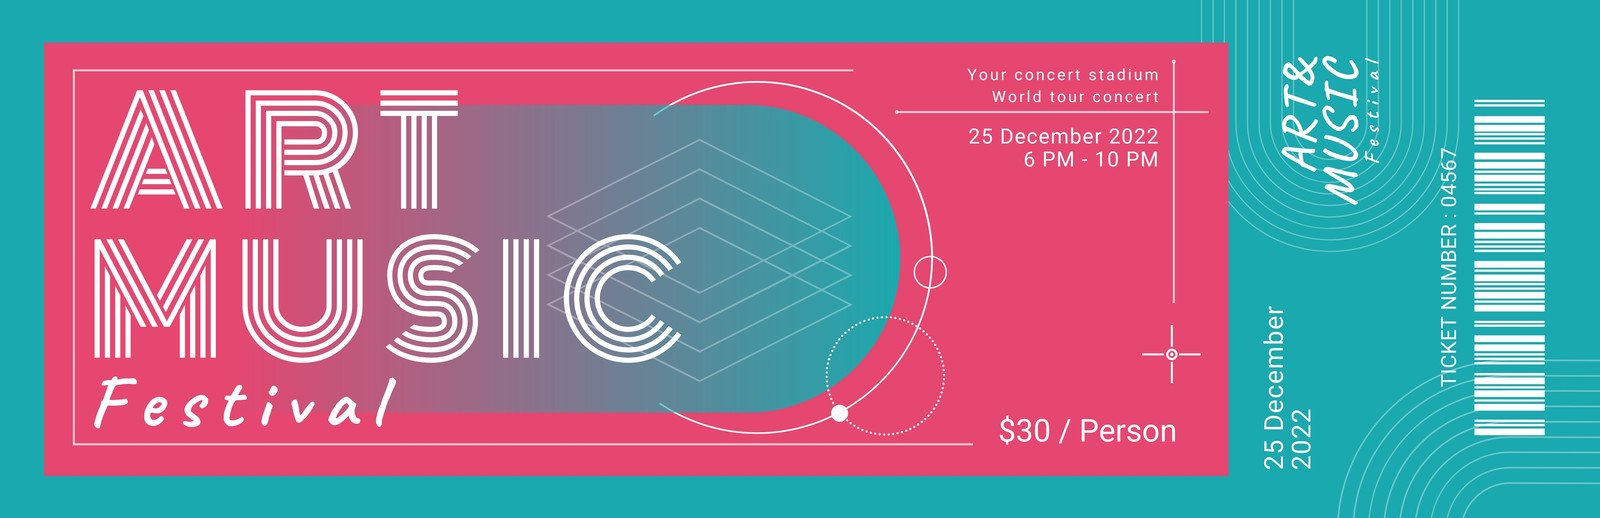 ART
MUSIC
Festival
Your concert stadium
World tour concert
25 December 2022
6 PM - 10 PM
$30 / Person
ART&
MUSIC
Festival
25 December
2022
TICKET NUMBER : 04567